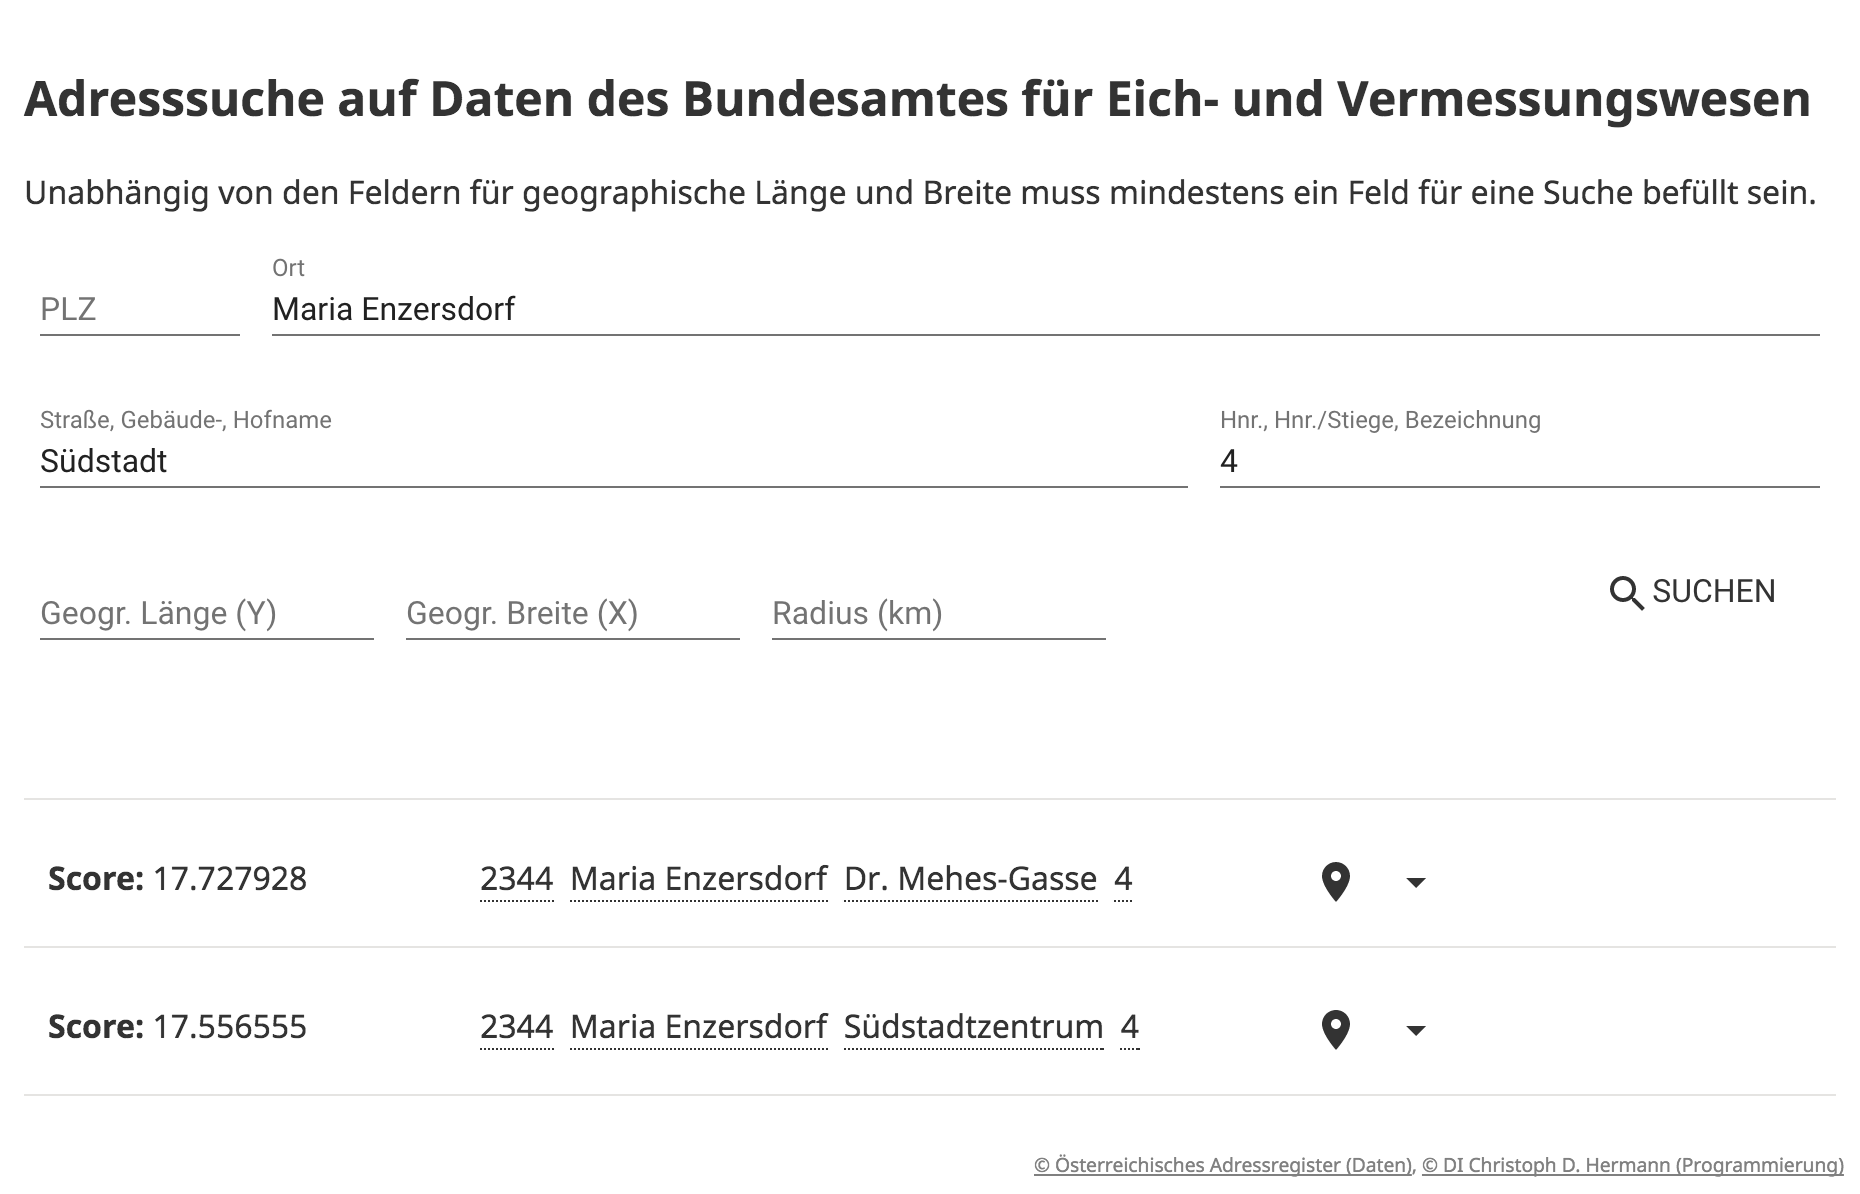 Adresssuche auf Daten des Bundesamtes für Eich- und Vermessungswesen
Unabhängig von den Feldern für geographische Länge und Breite muss mindestens ein Feld für eine Suche befüllt sein.
Ort
PLZ Maria Enzersdorf
Straße, Gebäude-, Hofname Hnr., Hnr./Stiege, Bezeichnung
Südstadt 4
SUCHEN
Geogr. Länge (Y) Geogr. Breite (X) Radius (km)
Score: 17.727928 2344 Maria Enzersdorf Dr. Mehes-Gasse 4
Score: 17.556555 2344 Maria Enzersdorf Südstadtzentrum 4
© Österreichisches Adressregister (Daten), © DI Christoph D. Hermann (Programmierung)